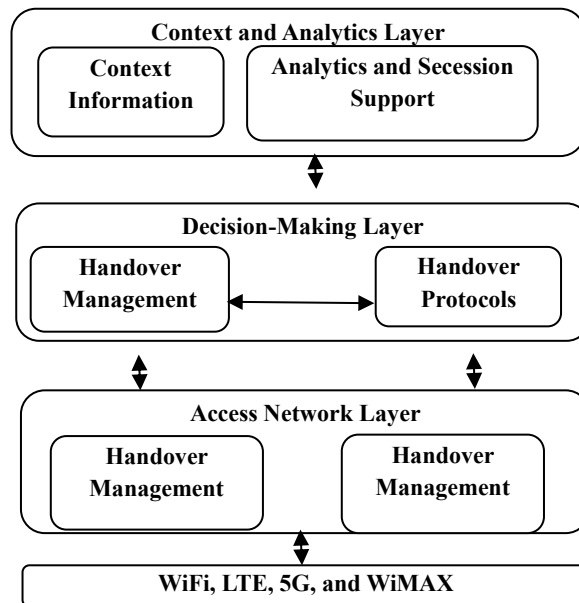 Context and Analytics Layer
Context
Information
Analytics and Secession
Support
Decision-Making Layer
Handover
Management
Handover
Protocols
Access Network Layer
Handover
Management
Handover
Management
WiFi, LTE, 5G, and WiMAX